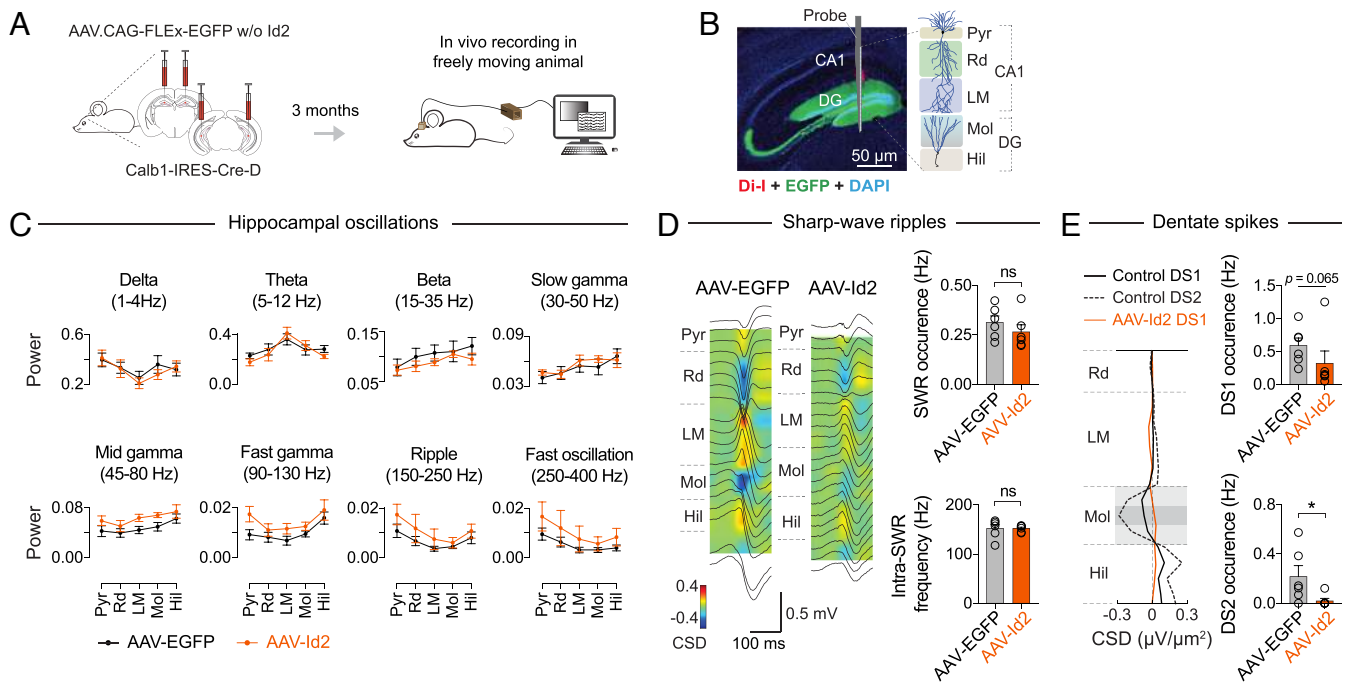 A
AAV.CAG-FLEx-EGFP w/o Id2
Calb1-IRES-Cre-D
3 months
In vivo recording in
freely moving animal
B
Probe
CA1
DG
50 µm
Di-I + EGFP + DAPI
Pyr
Rd
LM
Mol
Hil
CA1
DG
C
Hippocampal oscillations
Delta
(1-4Hz)
Theta
(5-12 Hz)
Beta
(15-35 Hz)
Slow gamma
(30-50 Hz)
Power
0.6
0.2
0.4
0.0
0.15
0.05
0.09
0.03
Mid gamma
(45-80 Hz)
Fast gamma
(90-130 Hz)
Ripple
(150-250 Hz)
Fast oscillation
(250-400 Hz)
Power
0.08
0.00
0.02
0.00
0.02
0.00
0.02
0.00
Pyr
Rd
LM
Mol
Hil
Pyr
Rd
LM
Mol
Hil
Pyr
Rd
LM
Mol
Hil
Pyr
Rd
LM
Mol
Hil
AAV-EGFP
AAV-Id2
D
Sharp-wave ripples
AAV-EGFP
AAV-Id2
Pyr
Rd
LM
Mol
Hil
Pyr
Rd
LM
Mol
Hil
0.4
-0.4
CSD
0.5 mV
100 ms
SWR occurence (Hz)
0.50
0.25
0.00
ns
AAV-EGFP
AVV-Id2
Intra-SWR
frequency (Hz)
200
100
0
ns
AAV-EGFP
AAV-Id2
E
Dentate spikes
Control DS1
Control DS2
AAV-Id2 DS1
Rd
LM
Mol
Hil
-0.3
0
0.3
CSD (µV/µm²)
DS1 occurence (Hz)
1.5
1.0
0.5
0.0
p = 0.065
AAV-EGFP
AAV-Id2
DS2 occurence (Hz)
0.8
0.4
0.0
*
AAV-EGFP
AAV-Id2